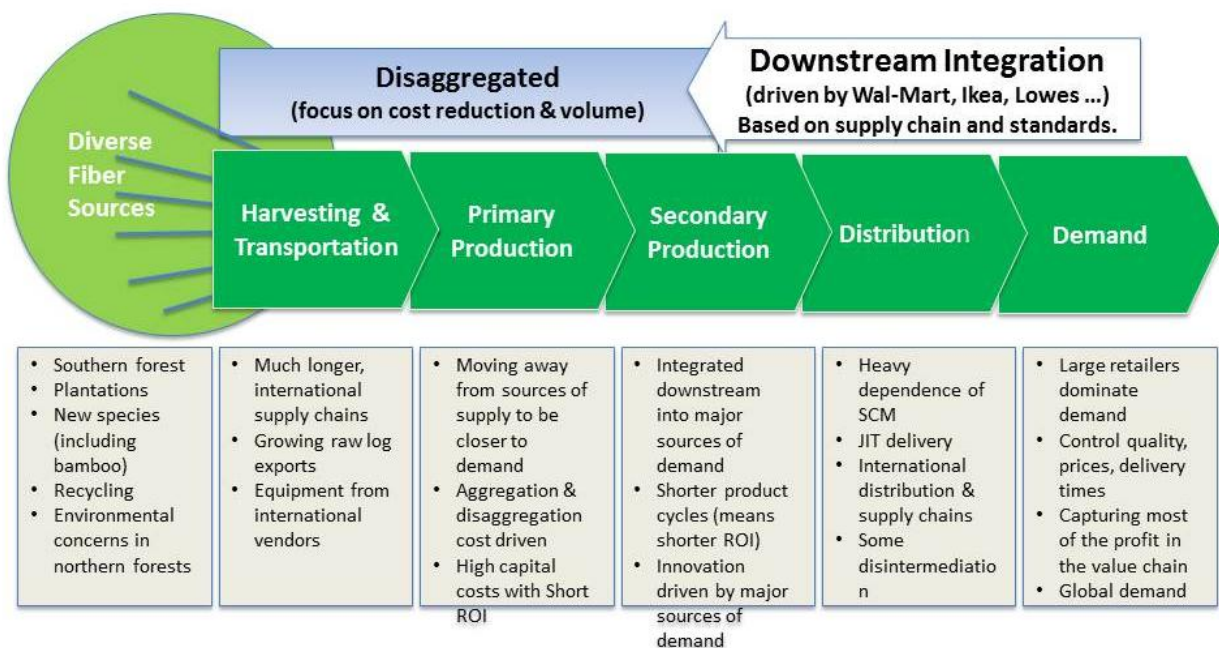 Disaggregated
(focus on cost reduction & volume)
Downstream Integration
(driven by Wal-Mart, Ikea, Lowes ...)
Based on supply chain and standards.
Diverse
Fiber
Sources
Harvesting &
Transportation
Primary
Production
Secondary
Production
Distribution
Demand
• Southern forest
• Plantations
• New species
(including
bamboo)
• Recycling
• Environmental
concerns in
northern forests
• Much longer,
international
supply chains
• Growing raw log
exports
• Equipment from
international
vendors
• Moving away
from sources of
supply to be
closer to
demand
• Aggregation &
disaggregation
cost driven
• High capital
costs with Short
ROI
• Integrated
downstream
into major
sources of
demand
• Shorter product
cycles (means
shorter ROI)
• Innovation
driven by major
sources of
demand
• Heavy
dependence of
SCM
• JIT delivery
• International
distribution &
supply chains
• Some
disintermediatio
n
• Large retailers
dominate
demand
• Control quality,
prices, delivery
times
• Capturing most
of the profit in
the value chain
• Global demand